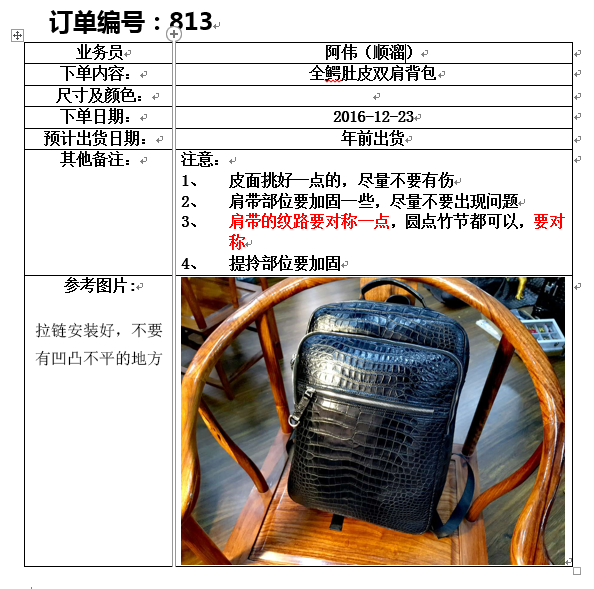 订单编号：813
业务员 阿伟（顺溜）
下单内容： 全鳄肚皮双肩背包
尺寸及颜色：
下单日期： 2016-12-23
预计出货日期： 年前出货
其他备注： 注意：
1、 皮面挑好一点的，尽量不要有伤
2、 肩带部位要加固一些，尽量不要出现问题
3、 肩带的纹路要对称一点，圆点竹节都可以，要对
称
4、 提拎部位要加固
参考图片:
拉链安装好，不要
有凹凸不平的地方